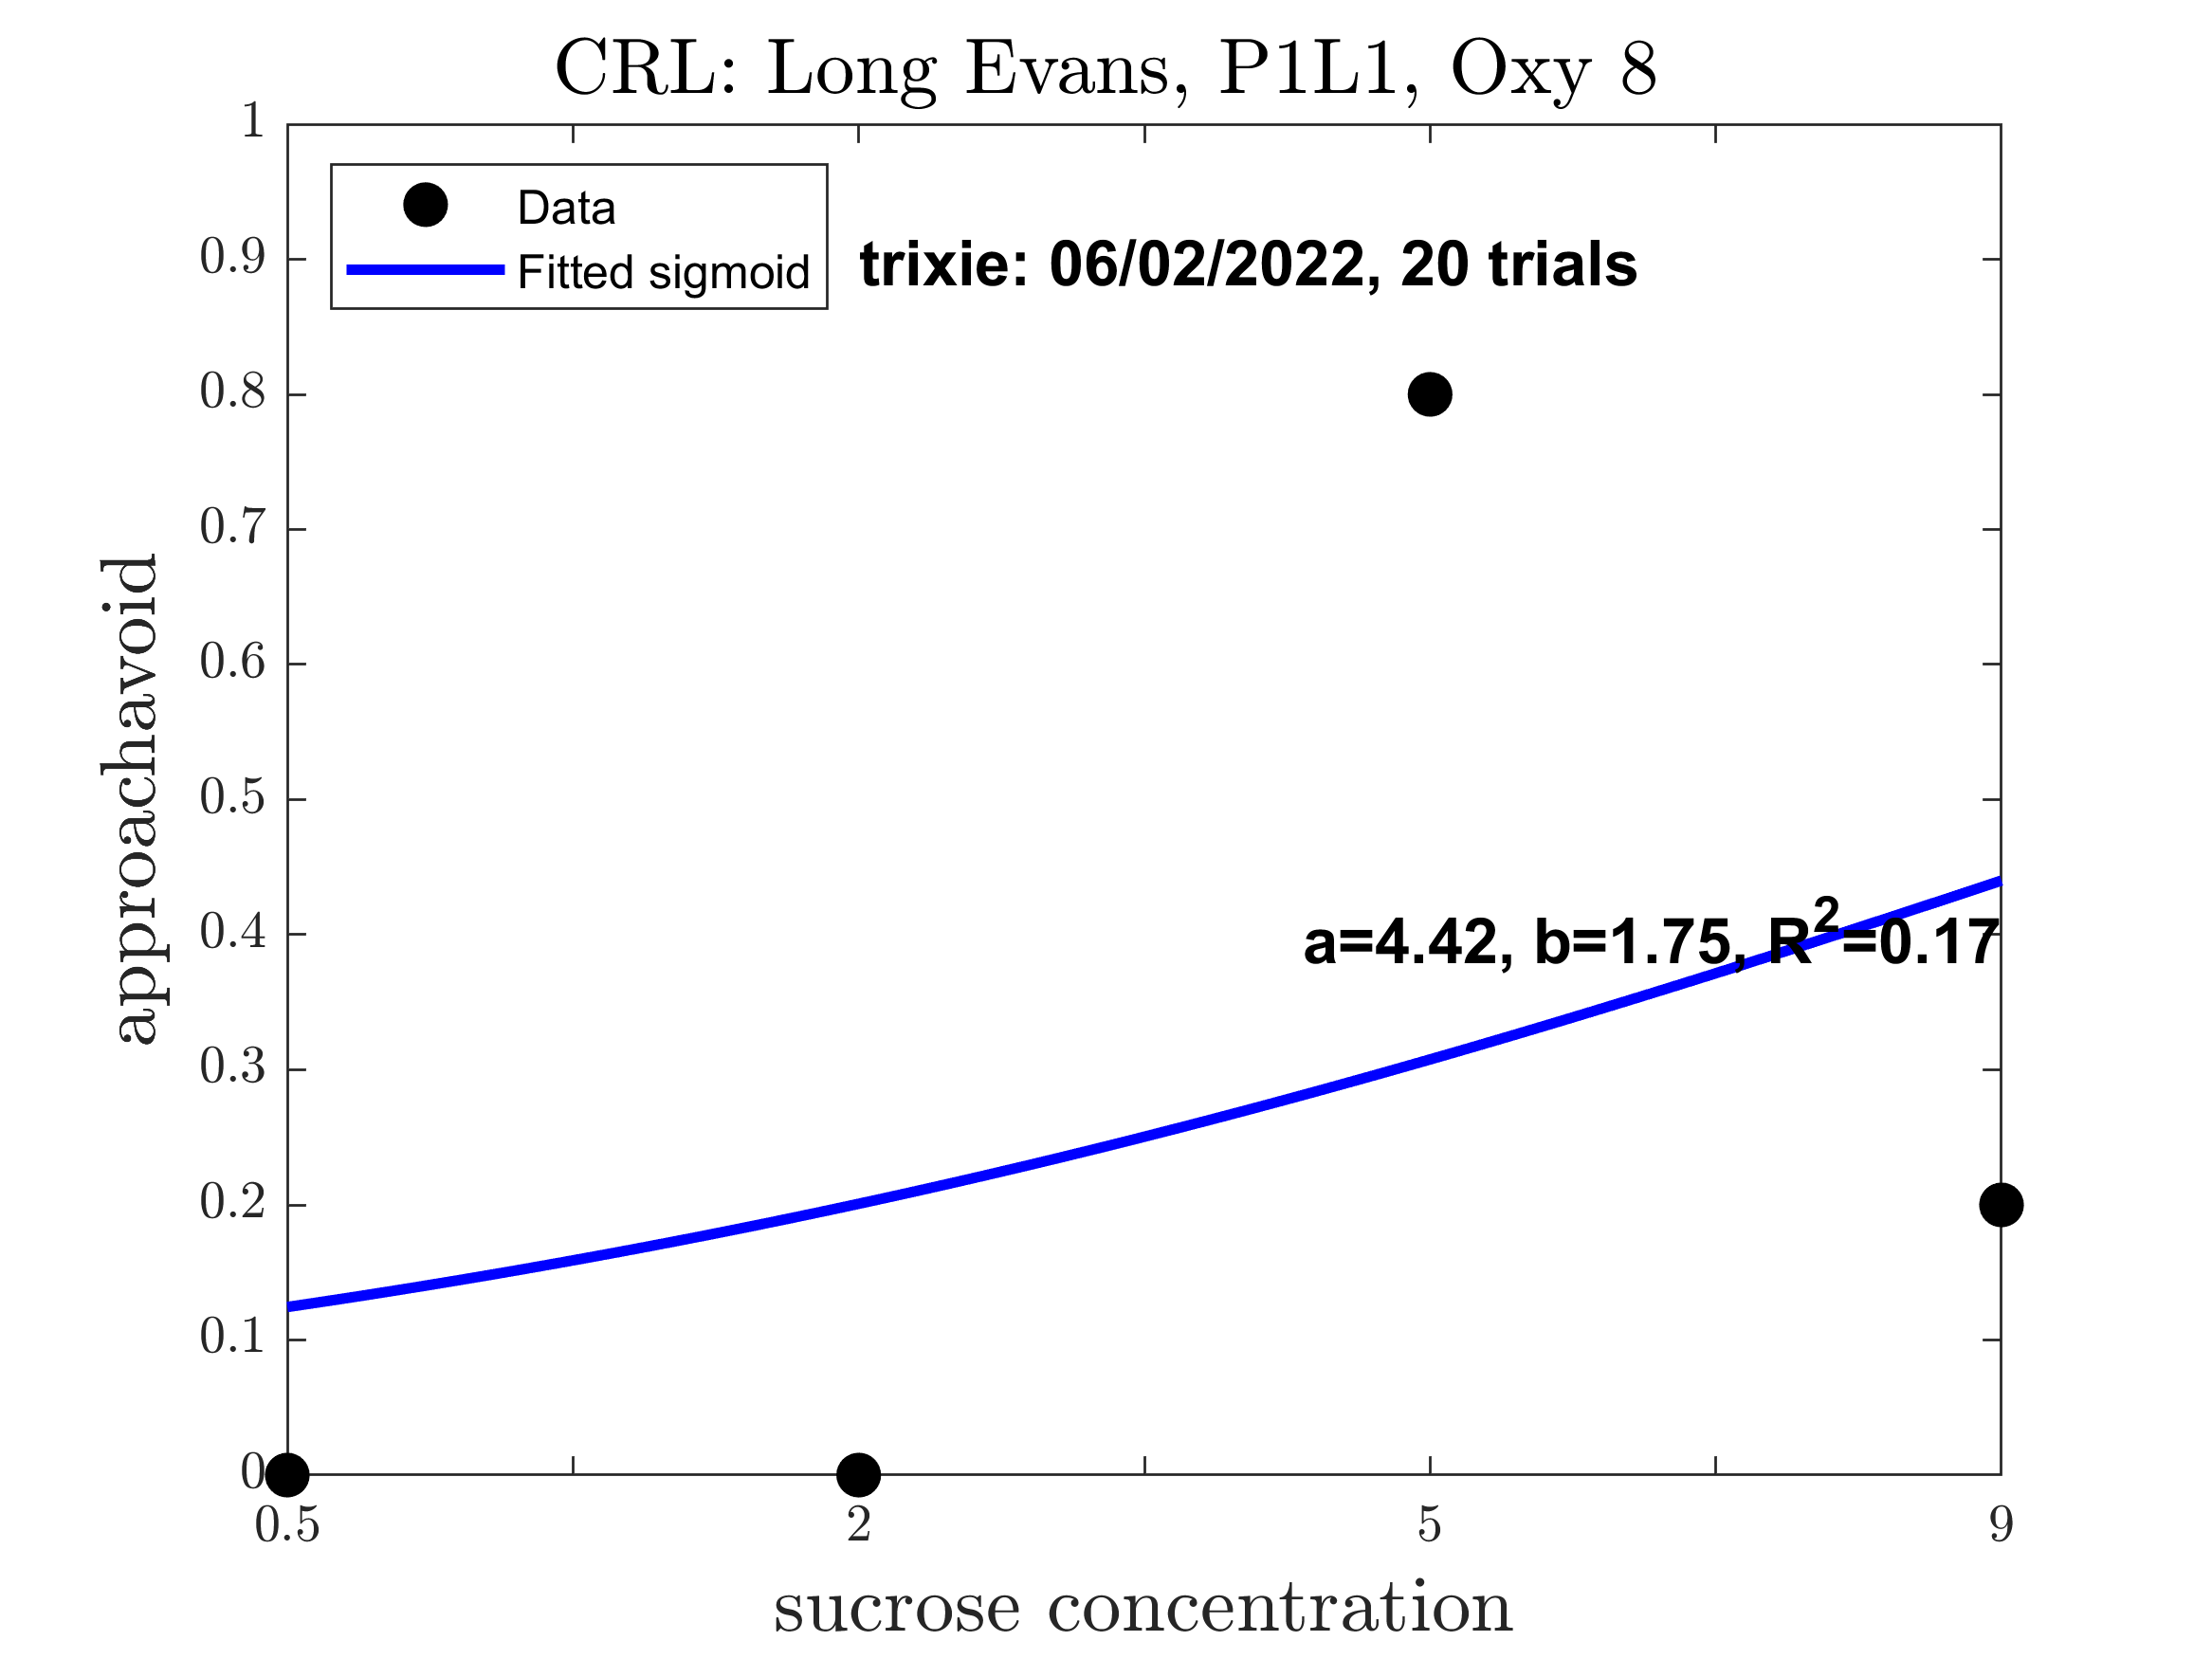 CRL: Long Evans, P1L1, Oxy 8
1
Data
Fitted sigmoid
trixie: 06/02/2022, 20 trials
0.9
0.8
0.7
0.6
0.5
0.4
a=4.42, b=1.75, R²=0.17
0.3
0.2
0.1
0
approachavoid
0.5 2 5 9
sucrose concentration